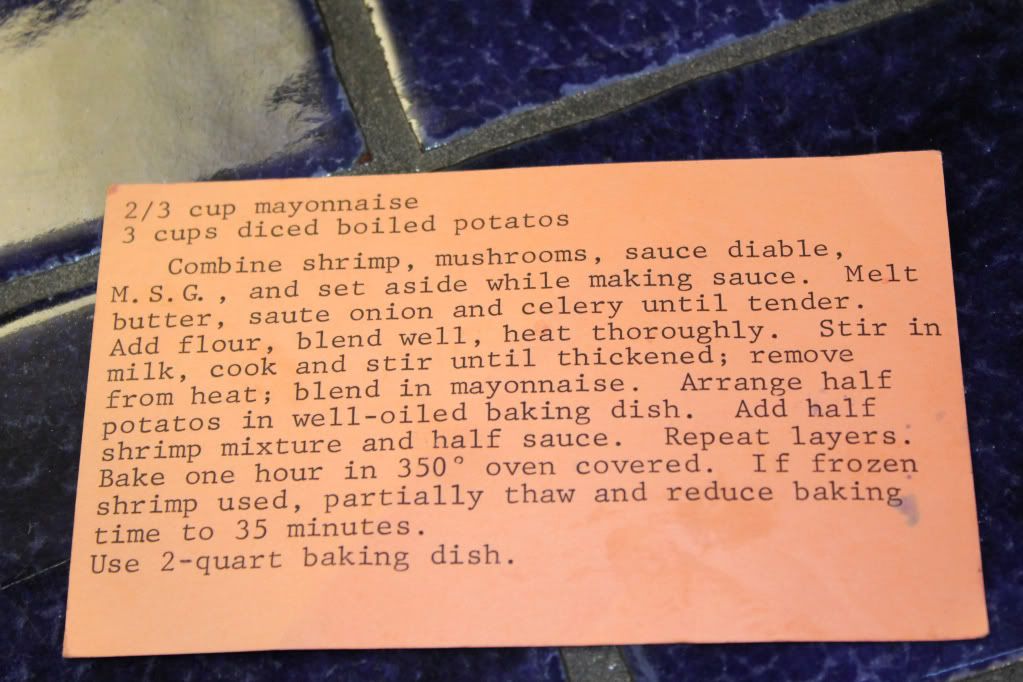 2/3 cup mayonnaise
3 cups diced boiled potatos
Combine shrimp, mushrooms, sauce diable,
M.S.G., and set aside while making sauce. Melt
butter, saute onion and celery until tender.
Add flour, blend well, heat thoroughly. Stir in
milk, cook and stir until thickened; remove
from heat; blend in mayonnaise. Arrange half
potatos in well-oiled baking dish. Add half
shrimp mixture and half sauce. Repeat layers.
Bake one hour in 350° oven covered. If frozen
shrimp used, partially thaw and reduce baking
time to 35 minutes.
Use 2-quart baking dish.